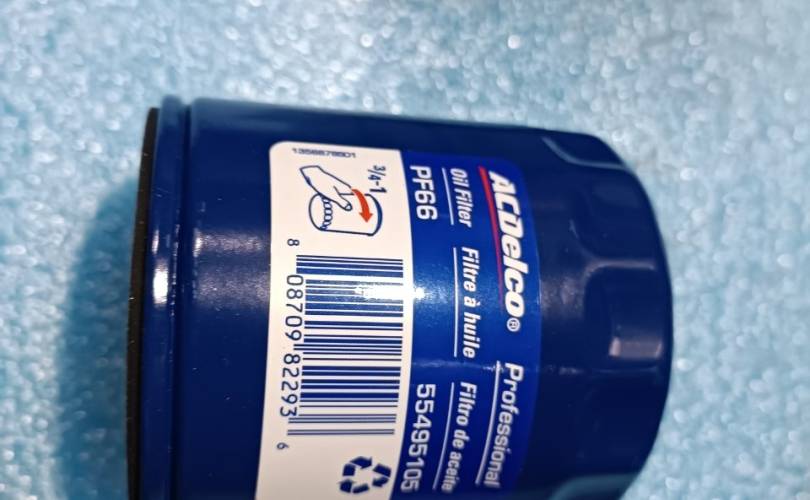 ACDelco® Professional
Oil Filter Filtre à huile Filtro de aceite
PF66 55495105
3/4-1
8 08709 82293 6